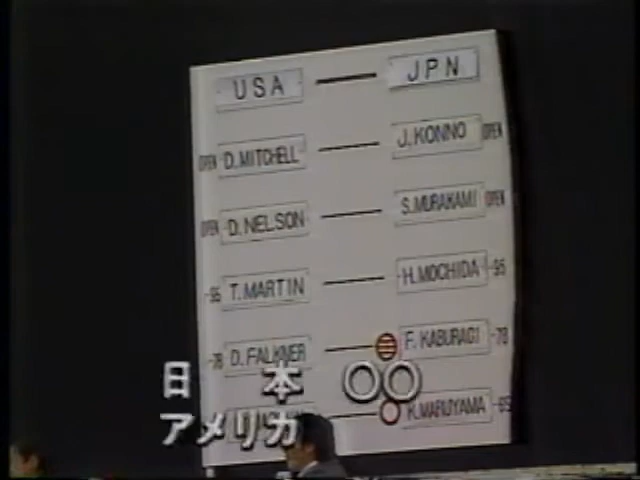 USA — JPN
OPEN D.MITCHELL — J.KONNO OPEN
OPEN D.NELSON — S.MURAKAMI OPEN
-95 T.MARTIN — H.MOCHIDA -95
-78 D.FALKNER — F.KABURAGI -78
K.MARUYAMA -65
日本 〇〇
アメリカ